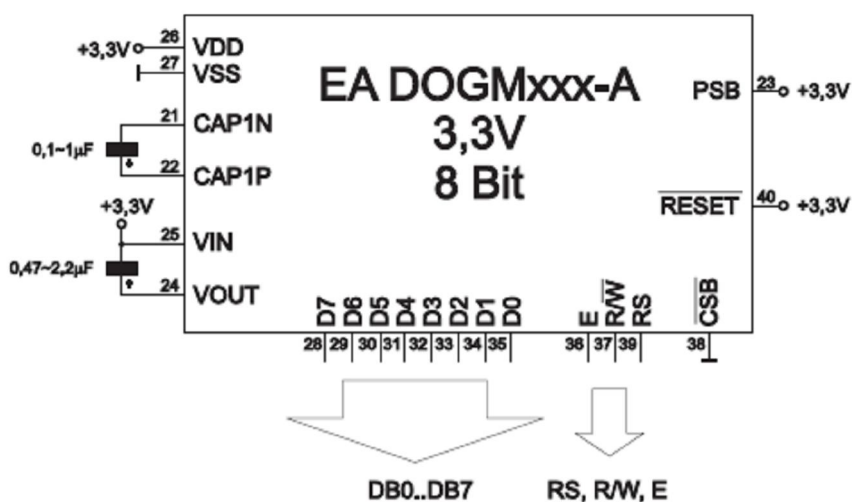 EA DOGMxxx-A
3,3V
8 Bit
+3,3V 26 VDD
27 VSS
21 CAP1N
0,1~1µF
22 CAP1P
+3,3V
25 VIN
0,47~2,2µF
24 VOUT
PSB 23 +3,3V
RESET 40 +3,3V
D7 D6 D5 D4 D3 D2 D1 D0 E R/W RS CSB
28 29 30 31 32 33 34 35 36 37 39 38
DB0..DB7 RS, R/W, E